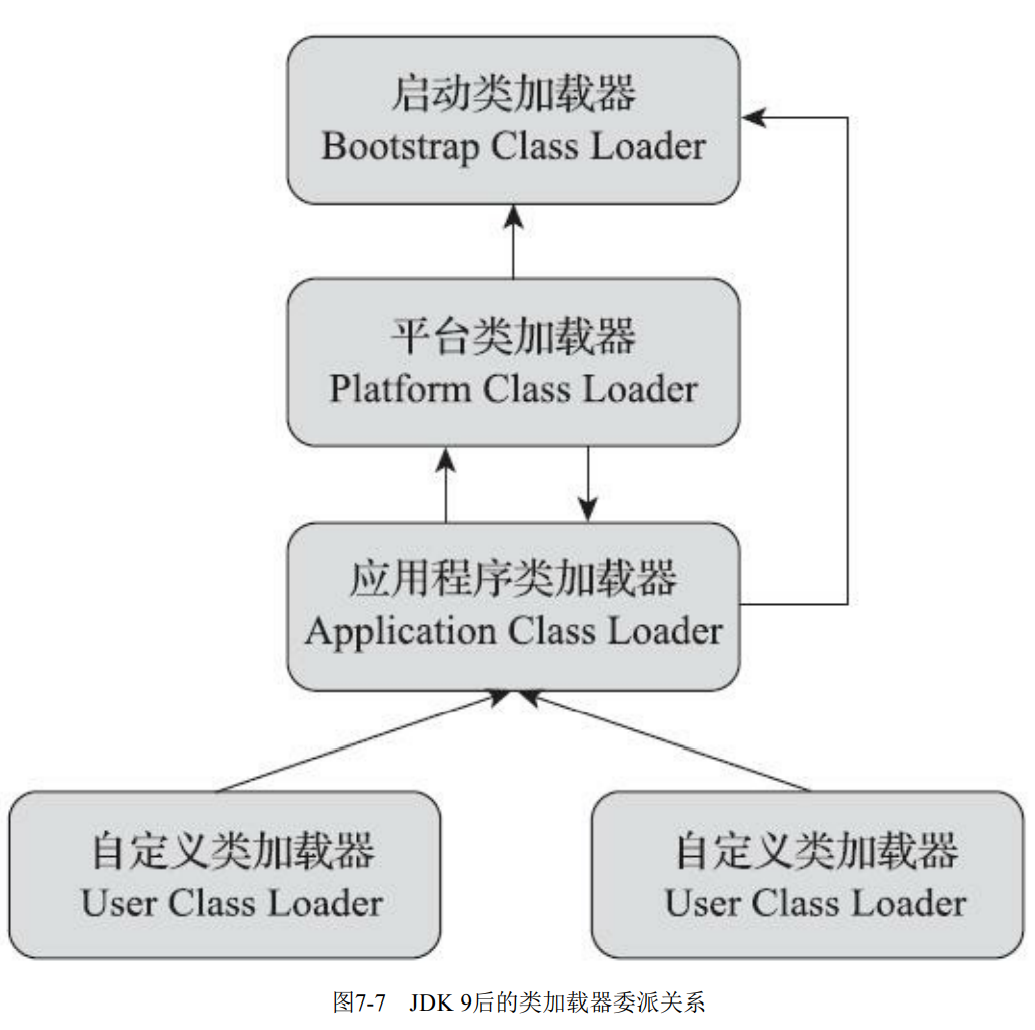 启动类加载器
Bootstrap Class Loader
平台类加载器
Platform Class Loader
应用程序类加载器
Application Class Loader
自定义类加载器
User Class Loader
自定义类加载器
User Class Loader
图7-7 JDK 9后的类加载器委派关系